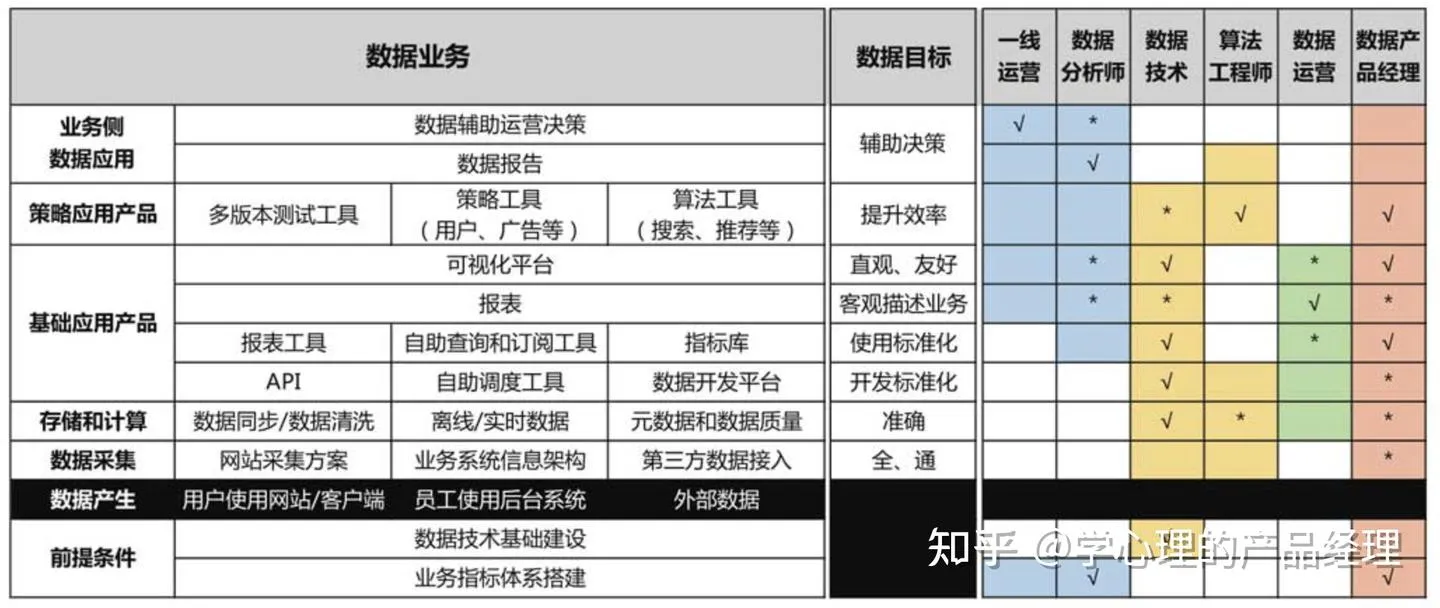 数据业务 数据目标 一线运营 数据分析师 数据技术 算法工程师 数据运营 数据产品经理
业务侧数据应用 数据辅助运营决策 辅助决策 √ *
数据报告 √
策略应用产品 多版本测试工具 策略工具（用户、广告等） 算法工具（搜索、推荐等） 提升效率 * √ √
基础应用产品 可视化平台 直观、友好 * √ * √
报表 客观描述业务 * * √ *
报表工具 自助查询和订阅工具 指标库 使用标准化 √ * √
API 自助调度工具 数据开发平台 开发标准化 √ *
存储和计算 数据同步/数据清洗 离线/实时数据 元数据和数据质量 准确 √ * *
数据采集 网站采集方案 业务系统信息架构 第三方数据接入 全、通 *
数据产生 用户使用网站/客户端 员工使用后台系统 外部数据
前提条件 数据技术基础建设 √
业务指标体系搭建 √ √
知乎 @学心理的产品经理